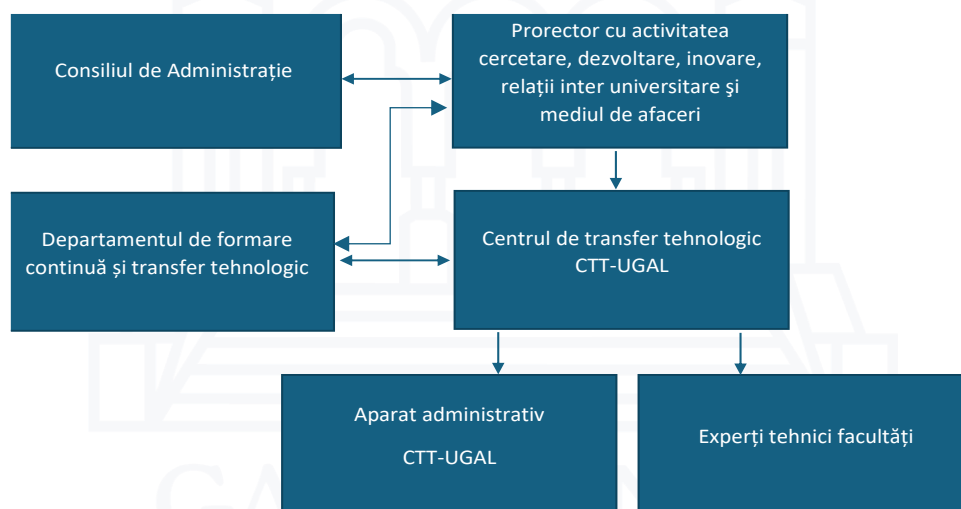 Consiliul de Administrație
Prorector cu activitatea
cercetare, dezvoltare, inovare,
relații inter universitare şi
mediul de afaceri
Departamentul de formare
continuă și transfer tehnologic
Centrul de transfer tehnologic
CTT-UGAL
Aparat administrativ
CTT-UGAL
Experți tehnici facultăți